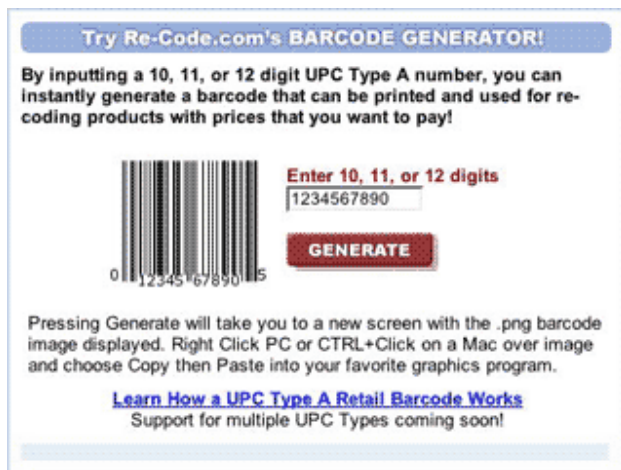 Try Re-Code.com's BARCODE GENERATOR!
By inputting a 10, 11, or 12 digit UPC Type A number, you can
instantly generate a barcode that can be printed and used for re-
coding products with prices that you want to pay!
Enter 10, 11, or 12 digits
1234567890
GENERATE
0 12345 67890 5
Pressing Generate will take you to a new screen with the .png barcode
image displayed. Right Click PC or CTRL+Click on a Mac over image
and choose Copy then Paste into your favorite graphics program.
Learn How a UPC Type A Retail Barcode Works
Support for multiple UPC Types coming soon!